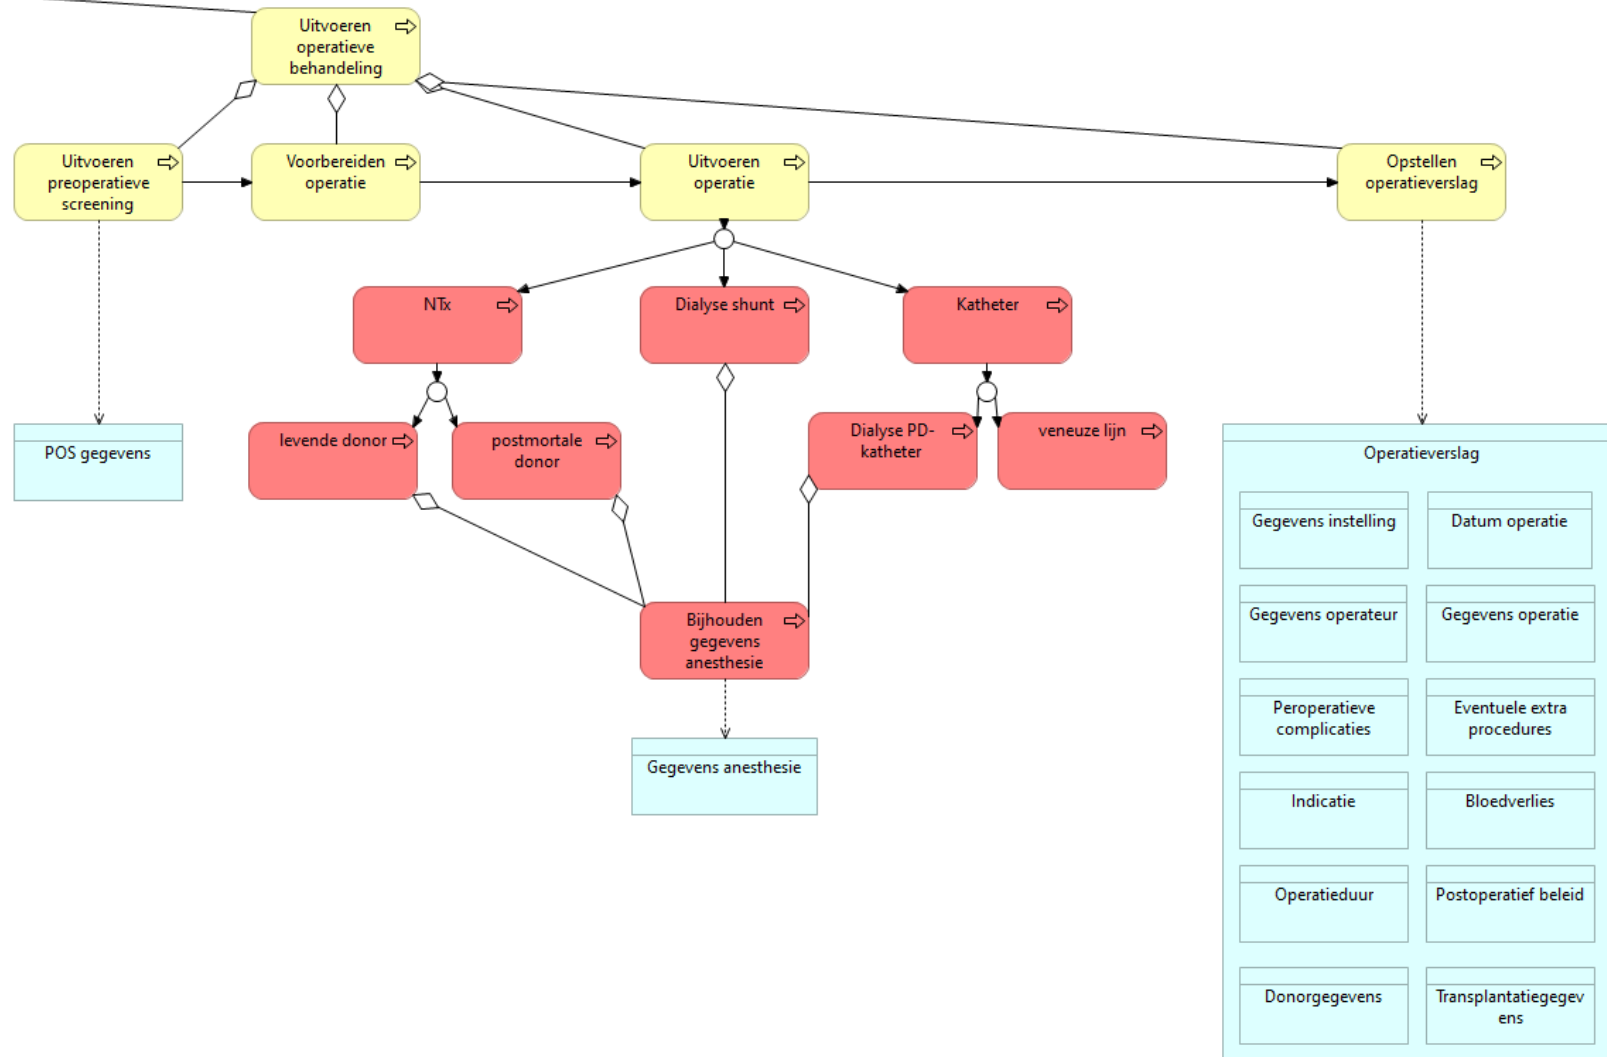 Uitvoeren
operatieve
behandeling
Uitvoeren
preoperatieve
screening
Voorbereiden
operatie
Uitvoeren
operatie
Opstellen
operatieverslag
NTx
Dialyse shunt
Katheter
levende donor
postmortale
donor
Dialyse PD-
katheter
veneuze lijn
POS gegevens
Operatieverslag
Gegevens instelling
Datum operatie
Gegevens operateur
Gegevens operatie
Bijhouden
gegevens
anesthesie
Peroperatieve
complicaties
Eventuele extra
procedures
Gegevens anesthesie
Indicatie
Bloedverlies
Operatieduur
Postoperatief beleid
Donorgegevens
Transplantatiegegev
ens